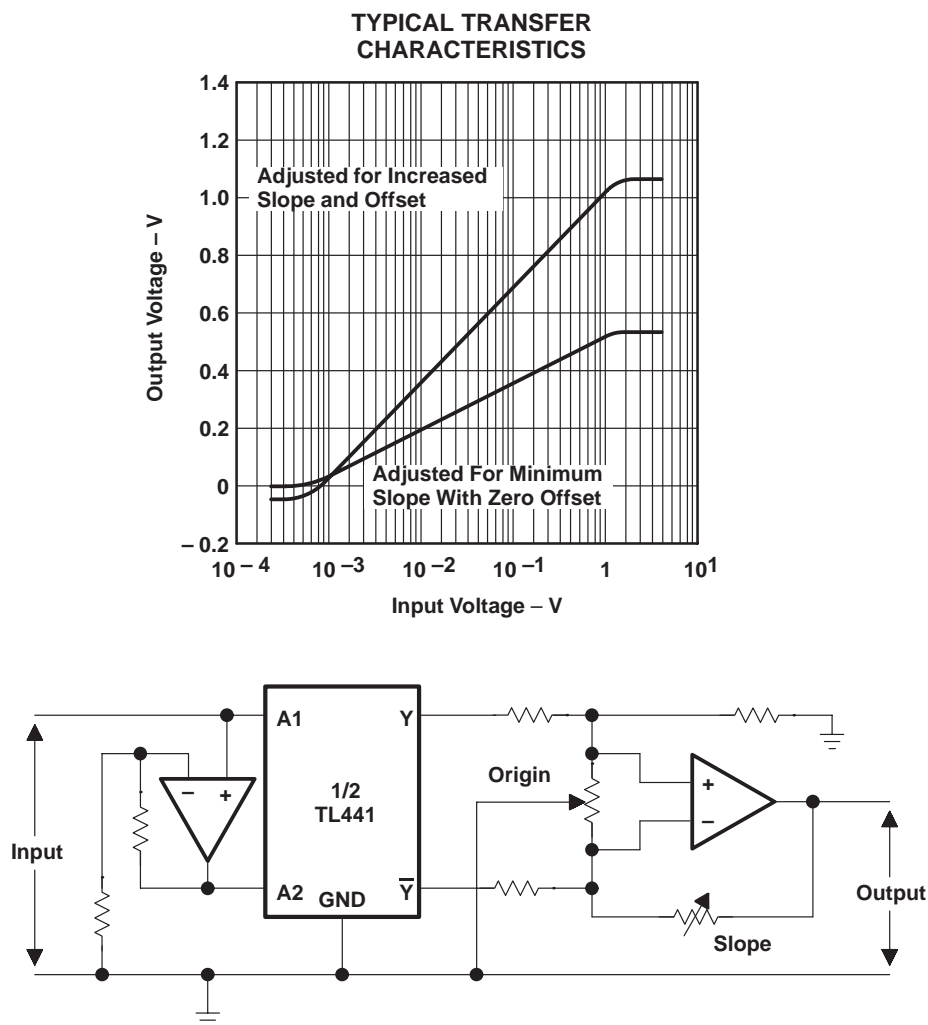 TYPICAL TRANSFER
CHARACTERISTICS
1.4
1.2
1.0
0.8
0.6
0.4
0.2
0
– 0.2
Output Voltage – V
Adjusted for Increased
Slope and Offset
Adjusted For Minimum
Slope With Zero Offset
10 – 4
10 –3
10 –2
10 –1
1
10 1
Input Voltage – V
A1
Y
– +
1/2
TL441
Origin
+
–
Input
A2
GND
Y̅
Output
Slope